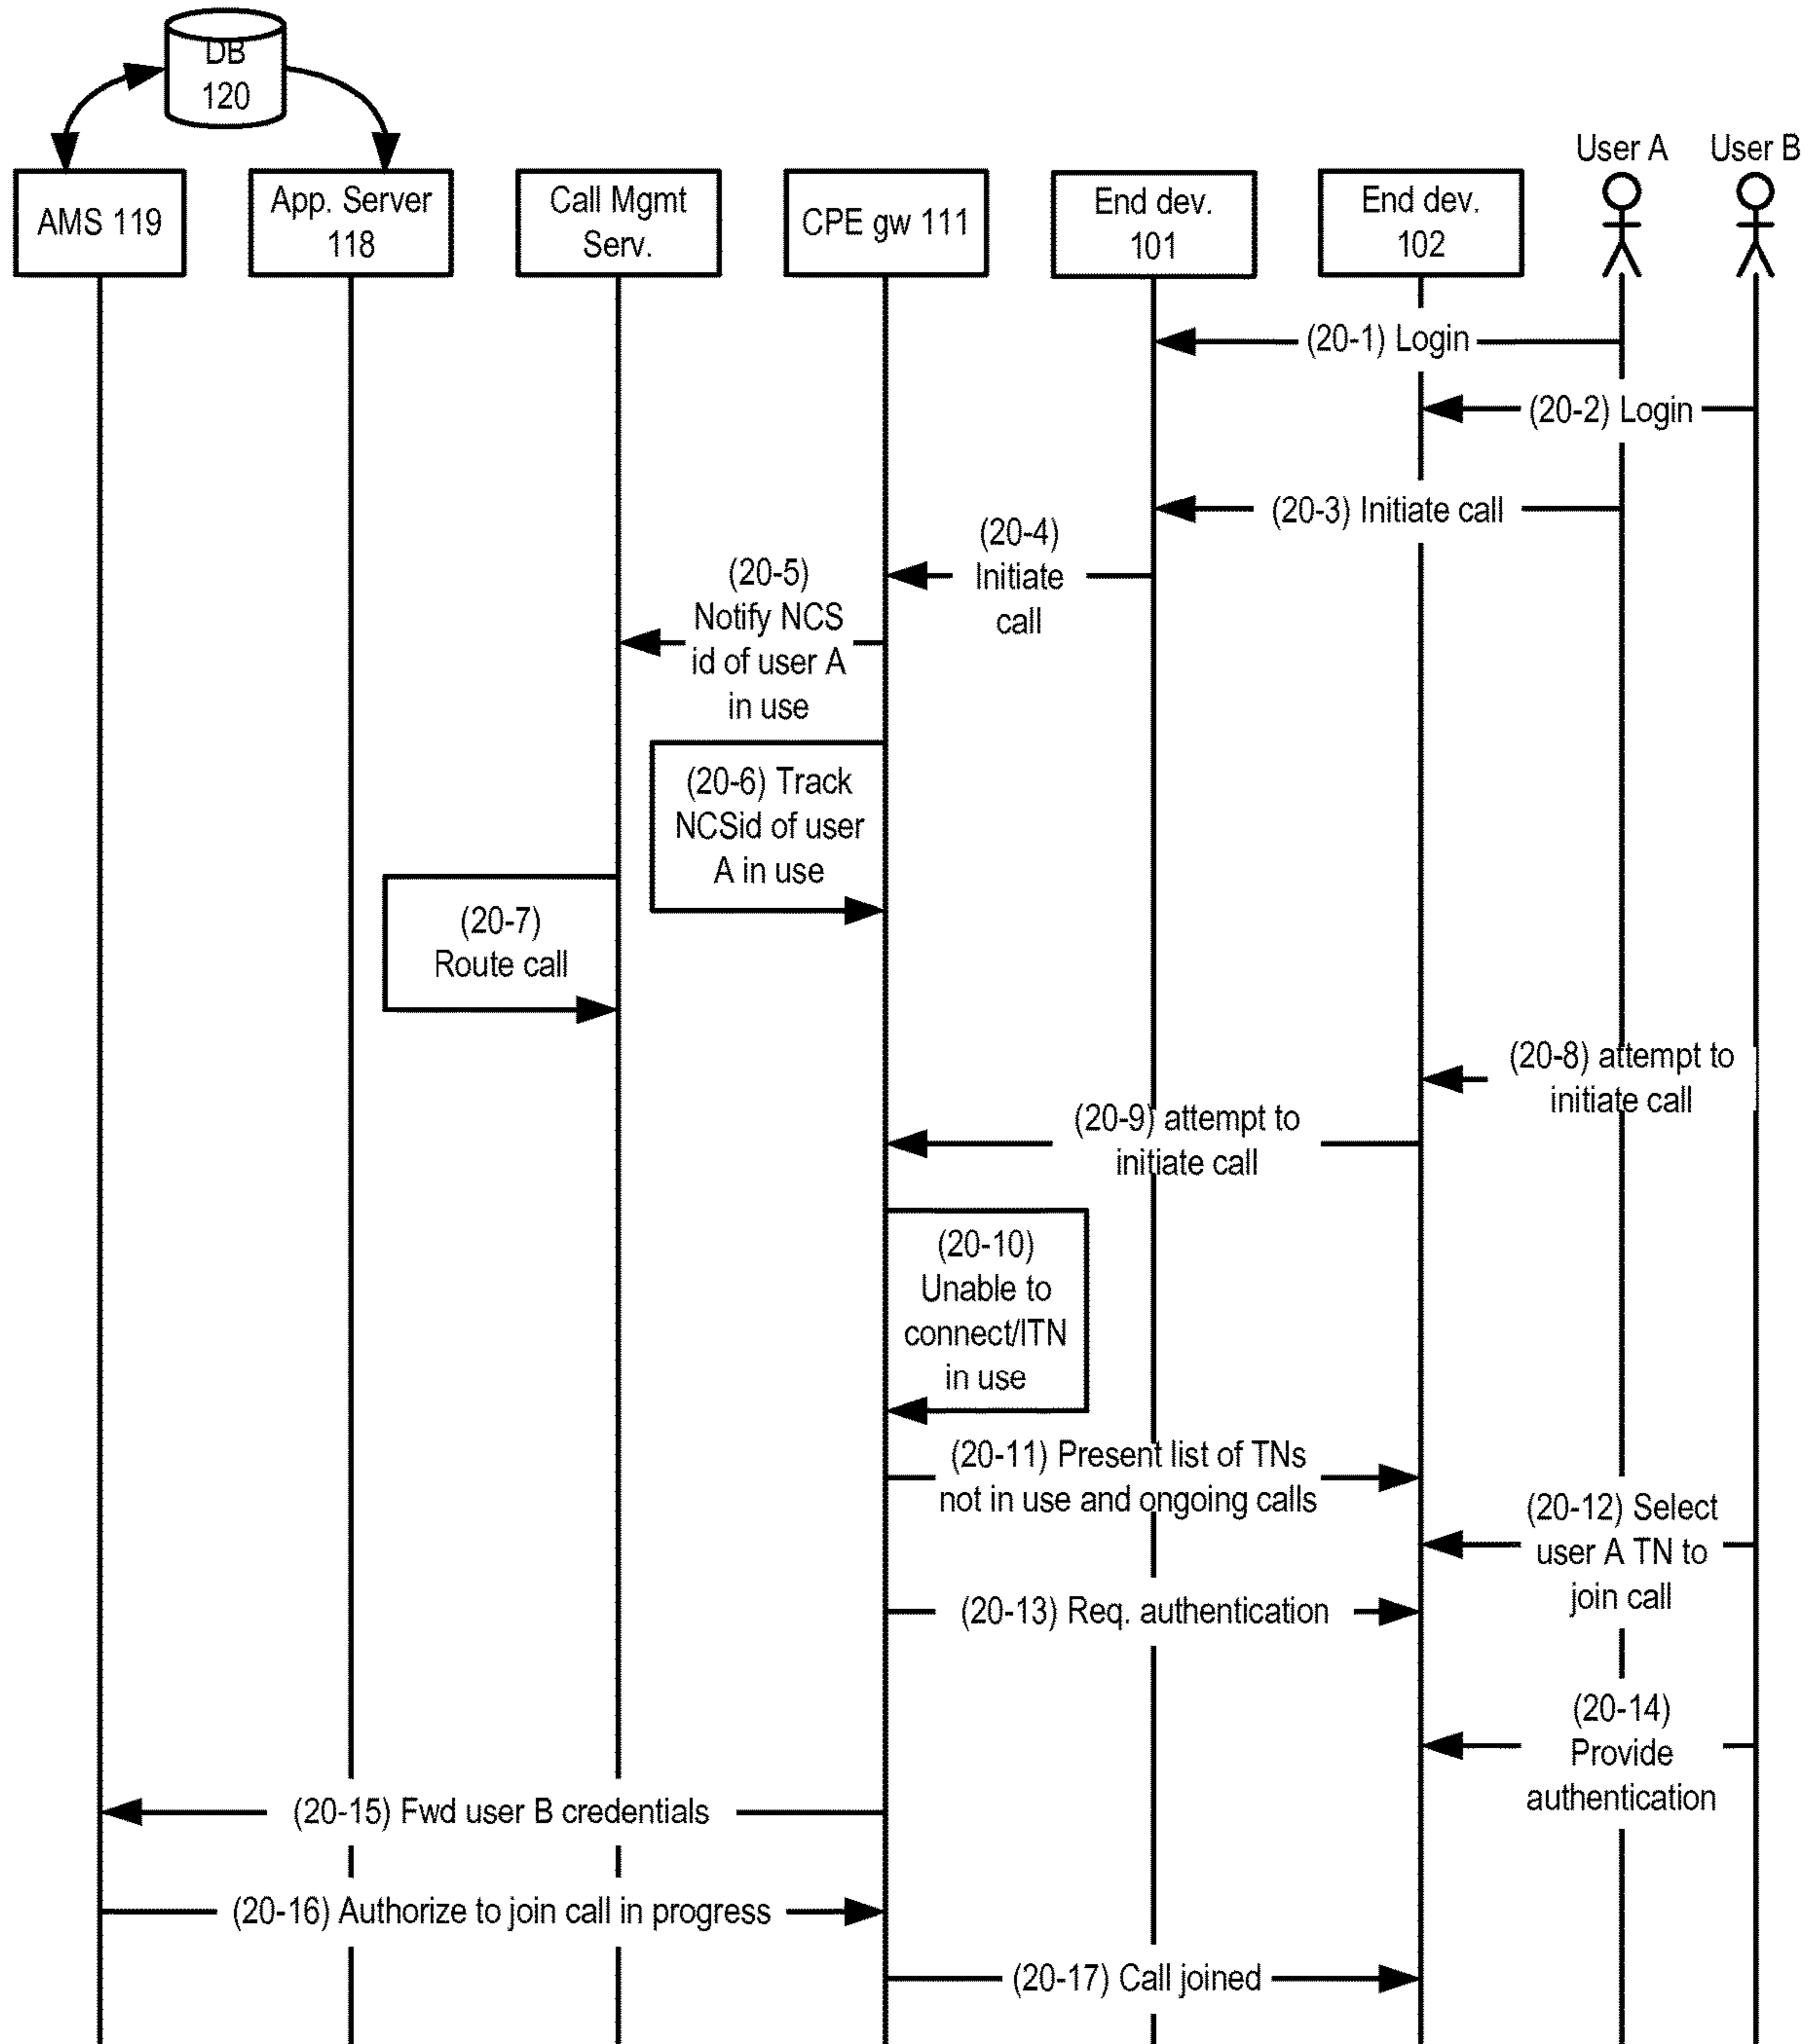 DB
120
User A
User B
AMS 119
App. Server
118
Call Mgmt
Serv.
CPE gw 111
End dev.
101
End dev.
102
(20-1) Login
(20-2) Login
(20-3) Initiate call
(20-4)
Initiate
call
(20-5)
Notify NCS
id of user A
in use
(20-6) Track
NCSid of user
A in use
(20-7)
Route call
(20-8) attempt to
initiate call
(20-9) attempt to
initiate call
(20-10)
Unable to
connect/ITN
in use
(20-11) Present list of TNs
not in use and ongoing calls
(20-12) Select
user A TN to
join call
(20-13) Req. authentication
(20-14)
Provide
authentication
(20-15) Fwd user B credentials
(20-16) Authorize to join call in progress
(20-17) Call joined